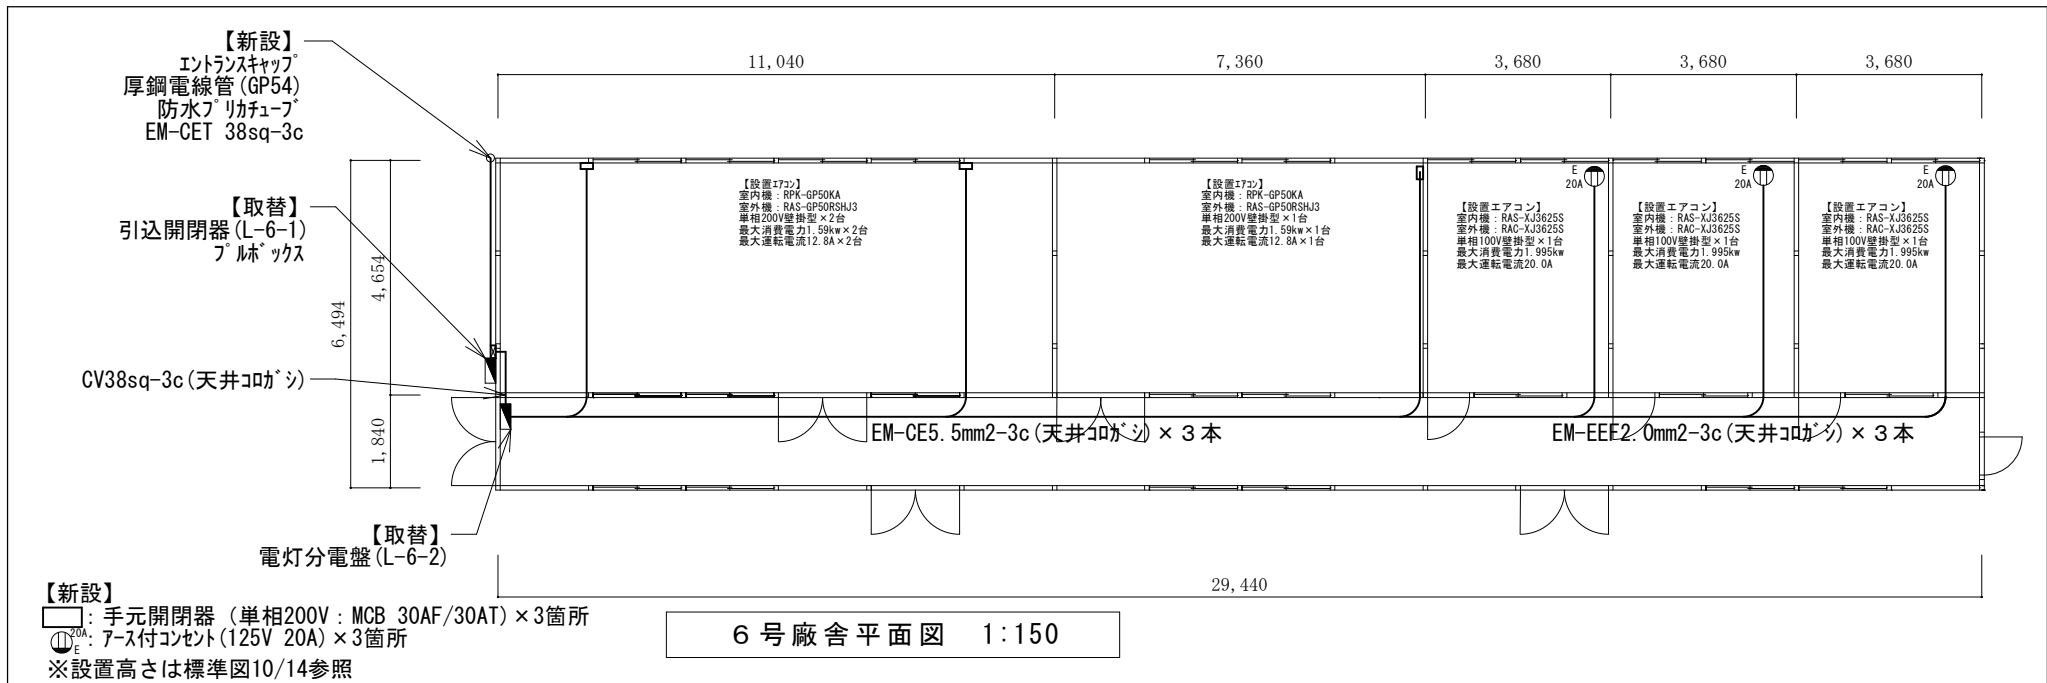 【新設】
エントランスキャップ
厚鋼電線管(GP54)
防水プリカチューブ
EM-CET 38sq-3c
11,040
7,360
3,680
3,680
3,680
【取替】
引込開閉器(L-6-1)
プルボックス
6,494
4,654
1,840
CV38sq-3c(天井コロガシ)
【設置エアコン】
室内機：RPK-GP50KA
室外機：RAS-GP50RSHJ3
単相200V壁掛型×2台
最大消費電力1.59kw×2台
最大運転電流12.8A×2台
【設置エアコン】
室内機：RPK-GP50KA
室外機：RAS-GP50RSHJ3
単相200V壁掛型×1台
最大消費電力1.59kw×1台
最大運転電流12.8A×1台
E
20A
【設置エアコン】
室内機：RAS-XJ3625S
室外機：RAC-XJ3625S
単相100V壁掛型×1台
最大消費電力1.995kw
最大運転電流20.0A
E
20A
【設置エアコン】
室内機：RAS-XJ3625S
室外機：RAC-XJ3625S
単相100V壁掛型×1台
最大消費電力1.995kw
最大運転電流20.0A
E
20A
【設置エアコン】
室内機：RAS-XJ3625S
室外機：RAC-XJ3625S
単相100V壁掛型×1台
最大消費電力1.995kw
最大運転電流20.0A
EM-CE5.5mm2-3c(天井コロガシ)×３本
EM-EEF2.0mm2-3c(天井コロガシ)×３本
【取替】
電灯分電盤(L-6-2)
29,440
【新設】
：手元開閉器（単相200V：MCB 30AF/30AT)×3箇所
20A
E
：アース付コンセント(125V 20A)×3箇所
※設置高さは標準図10/14参照
６号廠舎平面図　1:150